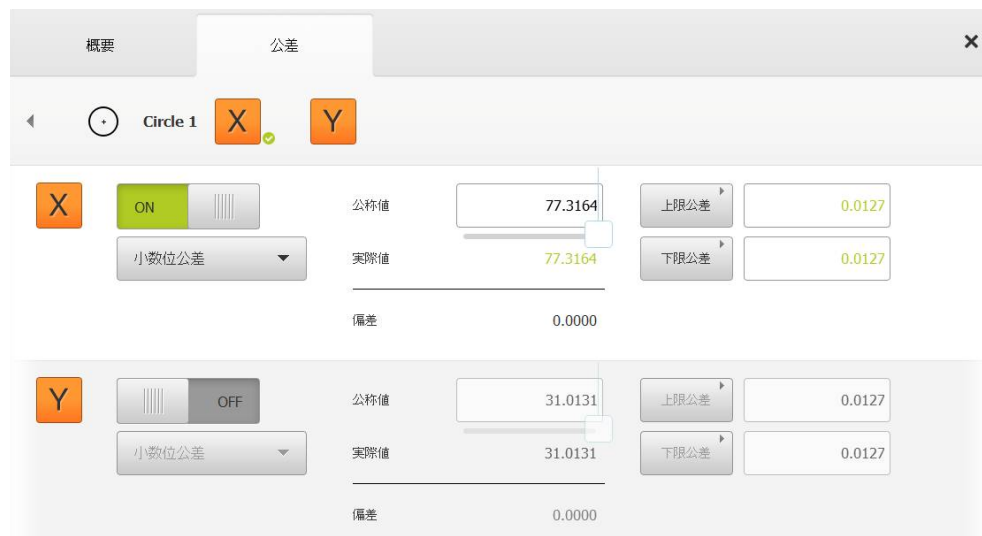 概要 公差
Circle 1 X Y
X ON 公称値 77.3164 上限公差 0.0127
小数位公差 実際値 77.3164 下限公差 0.0127
偏差 0.0000
Y OFF 公称値 31.0131 上限公差 0.0127
小数位公差 実際値 31.0131 下限公差 0.0127
偏差 0.0000